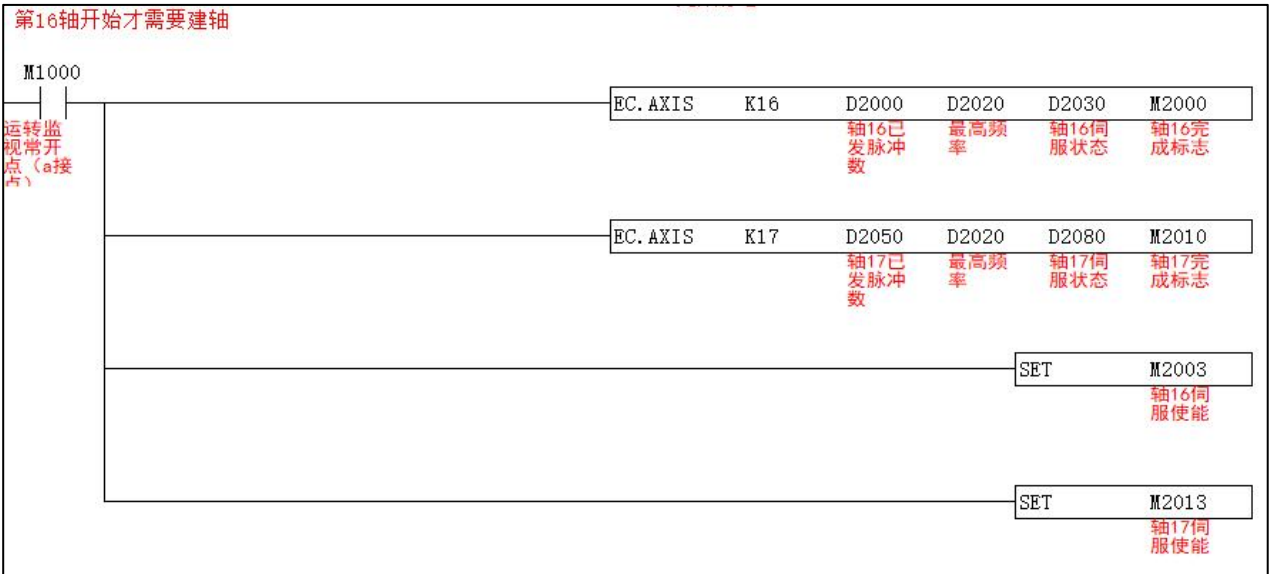 第16轴开始才需要建轴
M1000
运转监
视常开
点（a接
点）
EC.AXIS K16 D2000 D2020 D2030 M2000
轴16已 最高频 轴16伺 轴16完
发脉冲 率 服状态 成标志
数
EC.AXIS K17 D2050 D2020 D2080 M2010
轴17已 最高频 轴17伺 轴17完
发脉冲 率 服状态 成标志
数
SET M2003
轴16伺
服使能
SET M2013
轴17伺
服使能